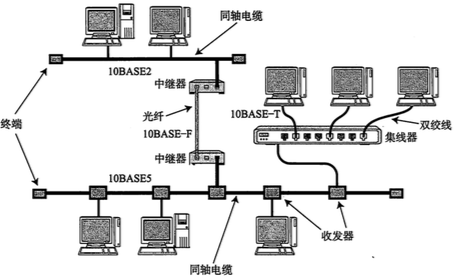 同轴电缆
10BASE2
中继器
光纤
10BASE-T
双绞线
终端
10BASE-F
集线器
中继器
10BASE5
收发器
同轴电缆